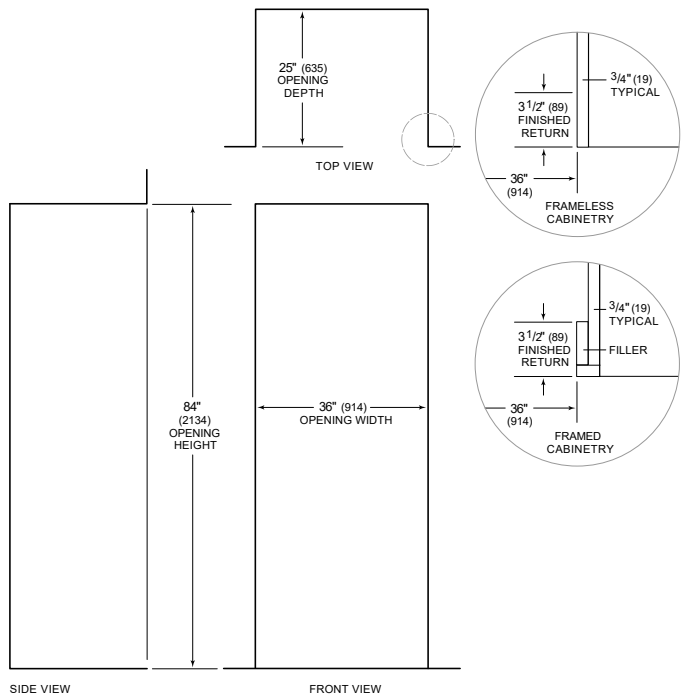 25" (635)
OPENING
DEPTH
TOP VIEW
3/4" (19)
TYPICAL
3 1/2" (89)
FINISHED
RETURN
36"
(914)
FRAMELESS
CABINETRY
3/4" (19)
TYPICAL
3 1/2" (89)
FINISHED
RETURN
FILLER
36"
(914)
FRAMED
CABINETRY
84"
(2134)
OPENING
HEIGHT
36" (914)
OPENING WIDTH
SIDE VIEW
FRONT VIEW